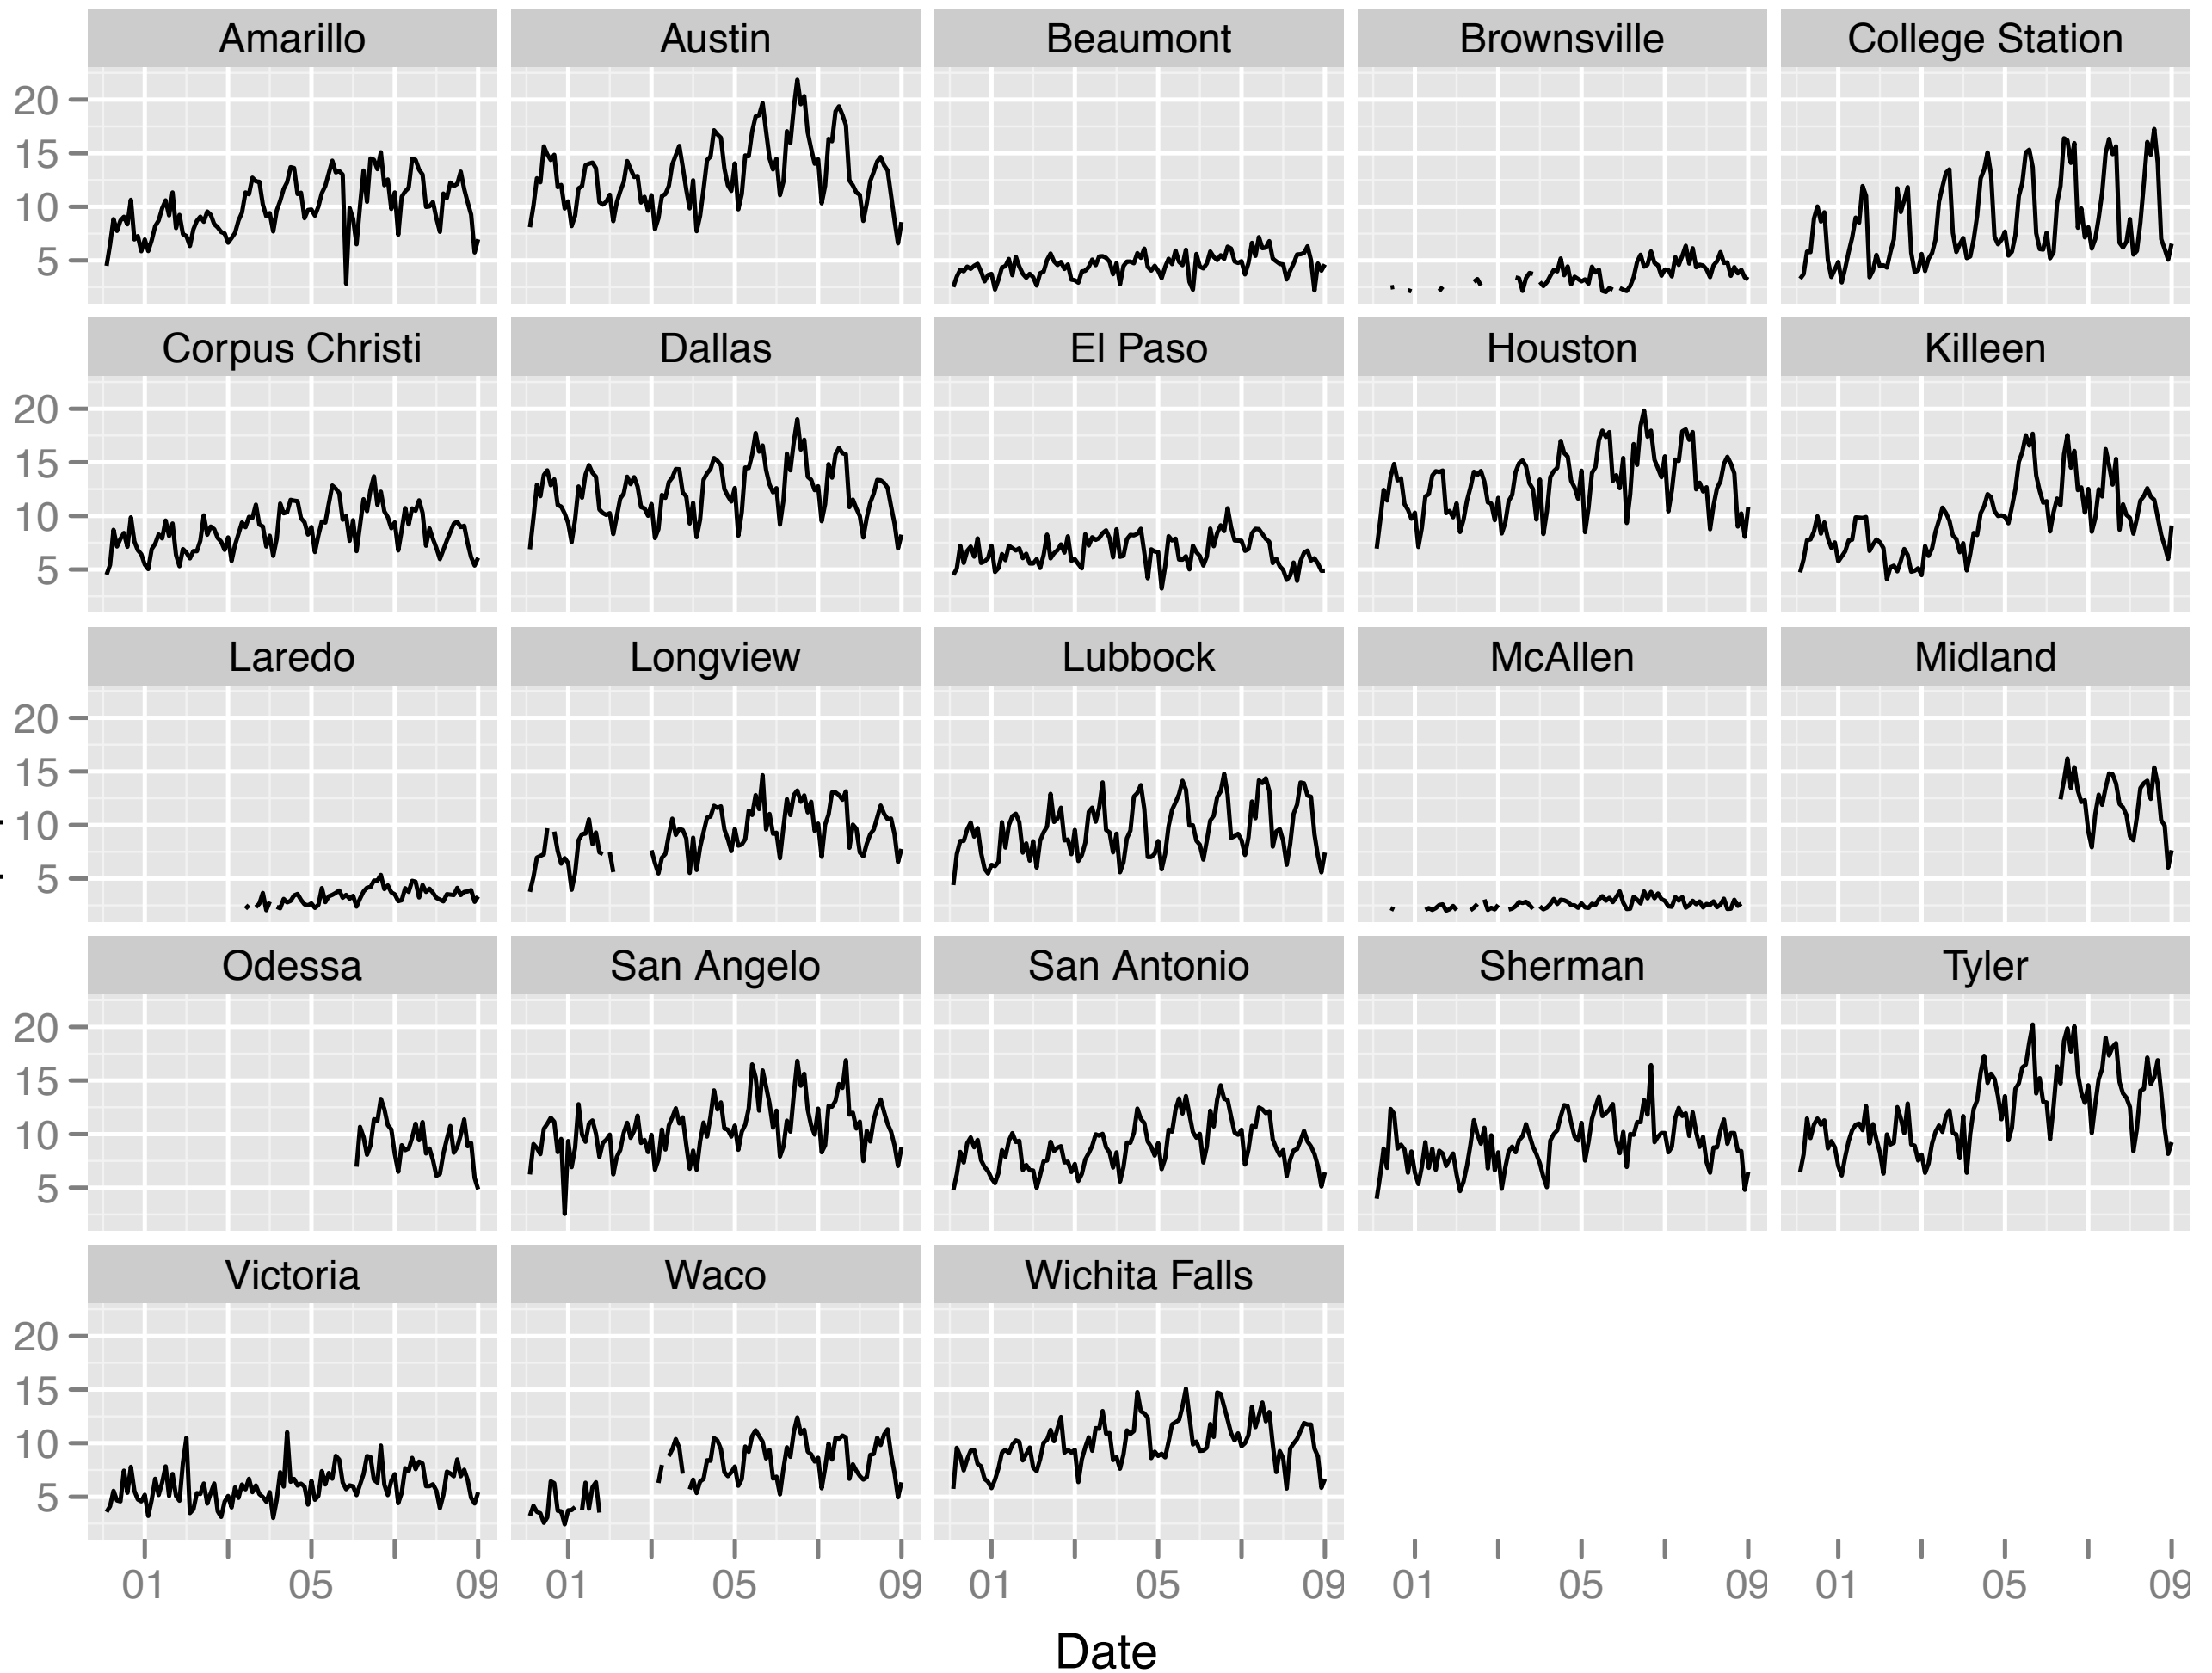 Amarillo Austin Beaumont Brownsville College Station
20
15
10
5
Corpus Christi Dallas El Paso Houston Killeen
20
15
10
5
Laredo Longview Lubbock McAllen Midland
20
15
10
5
Odessa San Angelo San Antonio Sherman Tyler
20
15
10
5
Victoria Waco Wichita Falls
20
15
10
5
01 05 09 01 05 09 01 05 09 01 05 09 01 05 09
Date